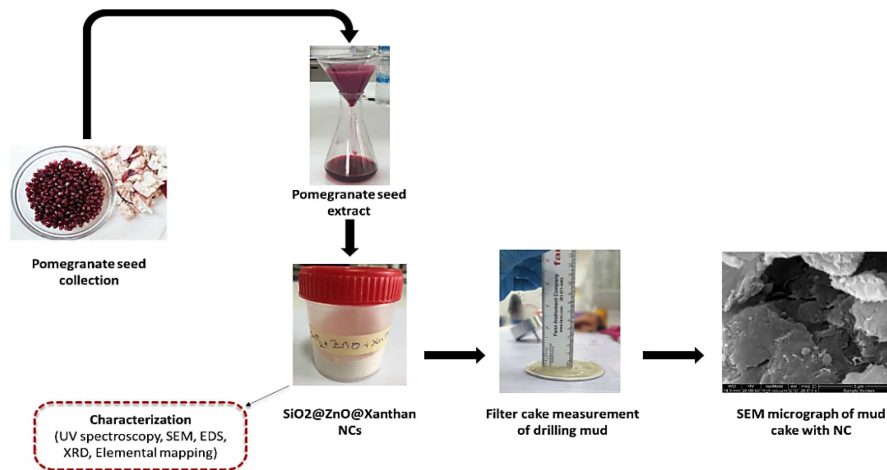 Pomegranate seed
extract
Pomegranate seed
collection
SiO2@ZnO@Xanthan
NCs
Filter cake measurement
of drilling mud
SEM micrograph of mud
cake with NC
Characterization
(UV spectroscopy, SEM, EDS,
XRD, Elemental mapping)